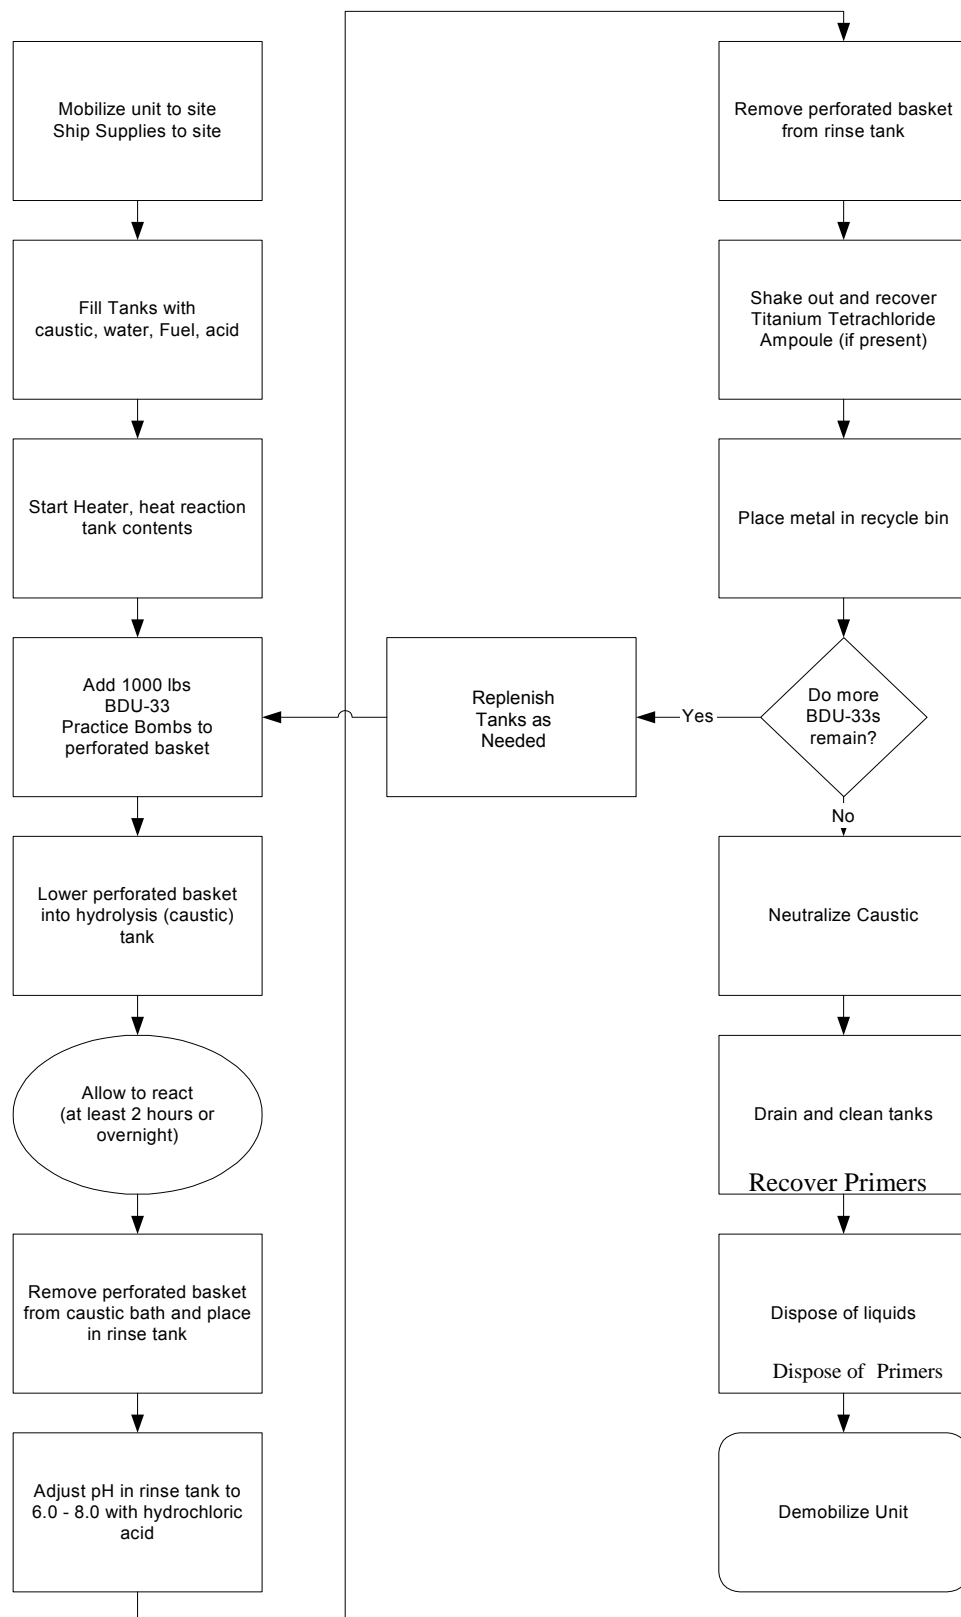 Mobilize unit to site
Ship Supplies to site
Fill Tanks with
caustic, water, Fuel, acid
Start Heater, heat reaction
tank contents
Add 1000 lbs
BDU-33
Practice Bombs to
perforated basket
Lower perforated basket
into hydrolysis (caustic)
tank
Allow to react
(at least 2 hours or
overnight)
Remove perforated basket
from caustic bath and place
in rinse tank
Adjust pH in rinse tank to
6.0 - 8.0 with hydrochloric
acid
Remove perforated basket
from rinse tank
Shake out and recover
Titanium Tetrachloride
Ampoule (if present)
Place metal in recycle bin
Do more
BDU-33s
remain?
Yes
Replenish
Tanks as
Needed
No
Neutralize Caustic
Drain and clean tanks
Recover Primers
Dispose of liquids
Dispose of  Primers
Demobilize Unit